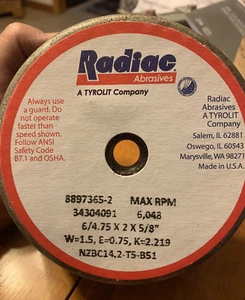 Radiac
Abrasives
A TYROLIT Company
Always use
a guard. Do
not operate
faster than
speed shown.
Follow ANSI
Safety Code
B7.1 and OSHA.
Radiac
Abrasives
Salem, IL 62881
Oswego, IL 60543
Marysville, WA 98271
Made in U.S.A.
8897365-2 MAX RPM
34304091 6,048
6/4.75 X 2 X 5/8"
W=1.5, E=0.75, K=2.219
NZBC14.2-T5-B51